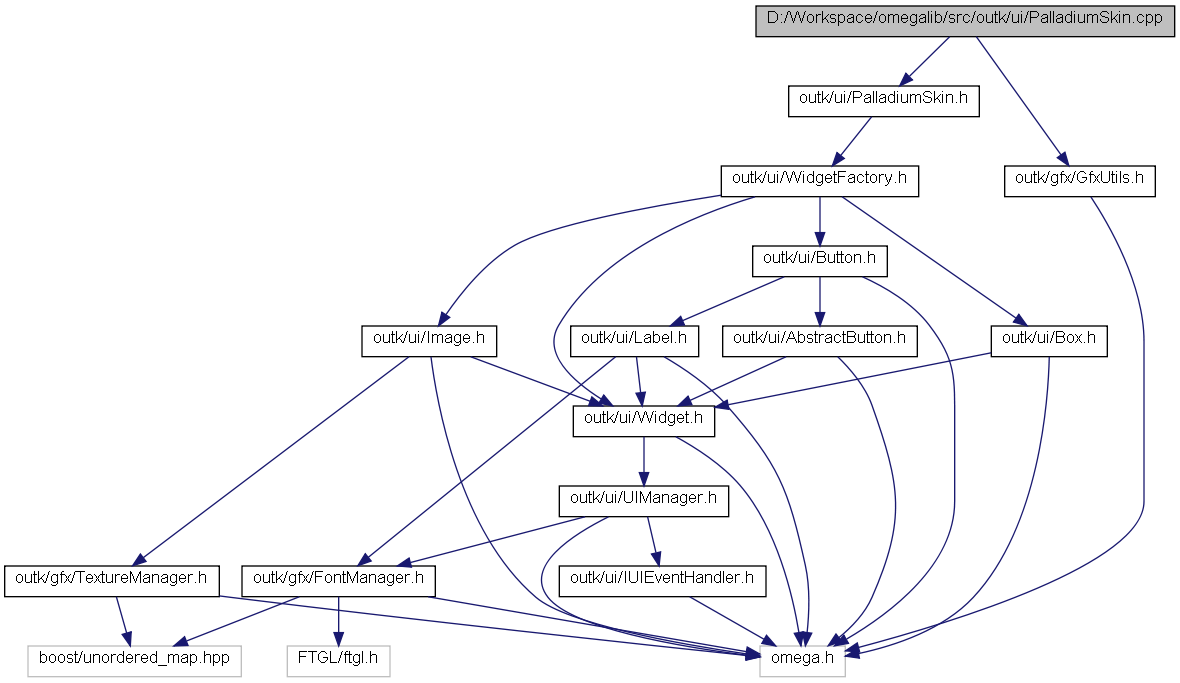 D:/Workspace/omegalib/src/outk/ui/PalladiumSkin.cpp
outk/ui/PalladiumSkin.h
outk/ui/WidgetFactory.h
outk/gfx/GfxUtils.h
outk/ui/Button.h
outk/ui/Image.h
outk/ui/Label.h
outk/ui/AbstractButton.h
outk/ui/Box.h
outk/ui/Widget.h
outk/ui/UIManager.h
outk/gfx/TextureManager.h
outk/gfx/FontManager.h
outk/ui/IUIEventHandler.h
boost/unordered_map.hpp
FTGL/ftgl.h
omega.h